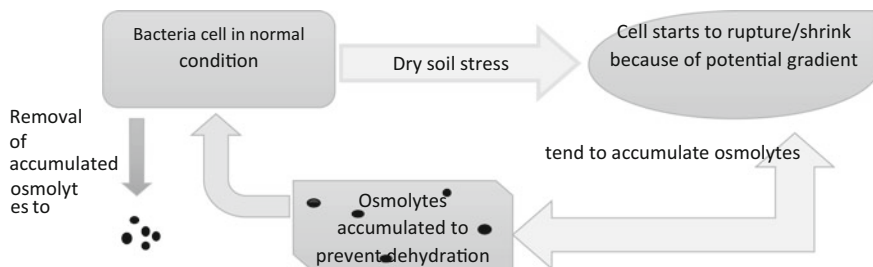 Bacteria cell in normal
condition
Dry soil stress
Cell starts to rupture/shrink
because of potential gradient
Removal
of
accumulated
osmolyt
es to
tend to accumulate osmolytes
Osmolytes
accumulated to
prevent dehydration